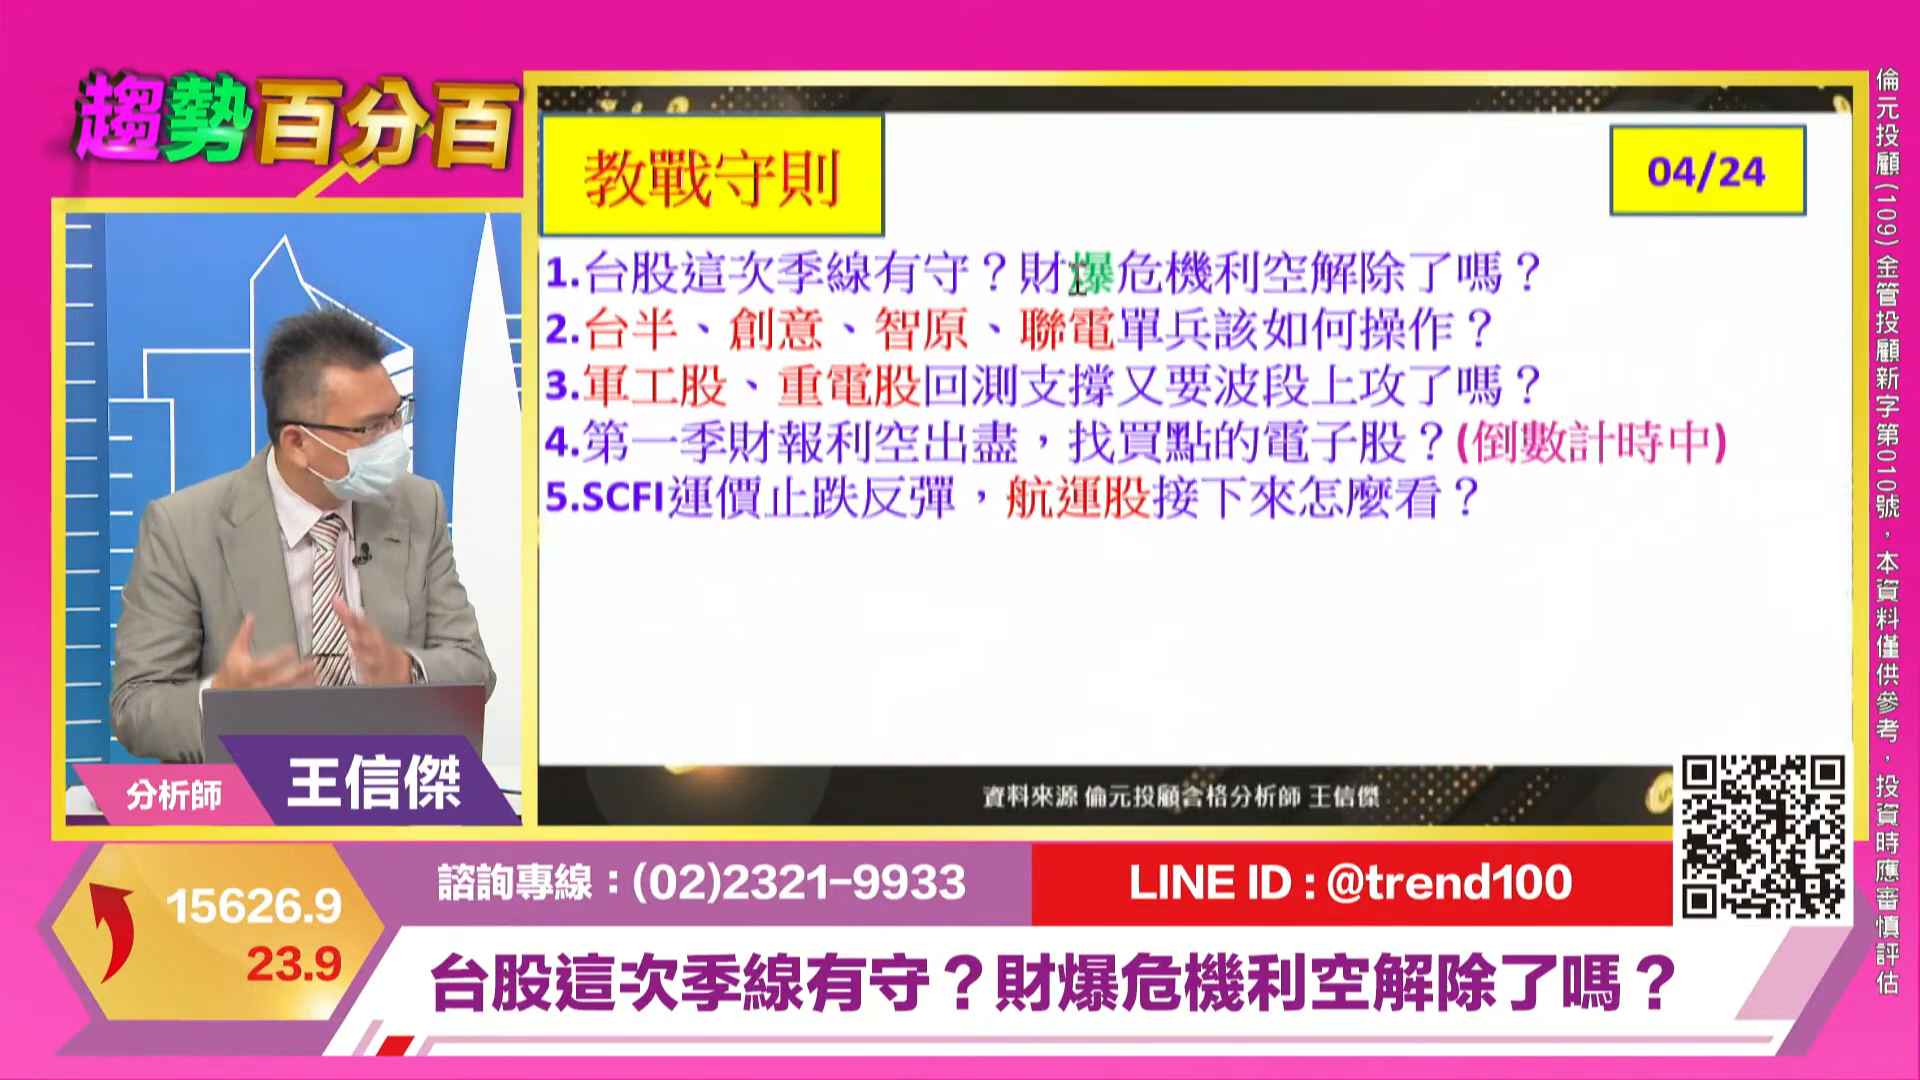 趨勢百分百
教戰守則
04/24
1.台股這次季線有守？財爆危機利空解除了嗎？
2.台半、創意、智原、聯電單兵該如何操作？
3.軍工股、重電股回測支撐又要波段上攻了嗎？
4.第一季財報利空出盡，找買點的電子股？(倒數計時中)
5.SCFI運價止跌反彈，航運股接下來怎麼看？
資料來源 倫元投顧合格分析師 王信傑
分析師 王信傑
15626.9
23.9
諮詢專線：(02)2321-9933
LINE ID : @trend100
台股這次季線有守？財爆危機利空解除了嗎？
倫元投顧(109)金管投顧新字第010號，本資料僅供參考，投資時應審慎評估